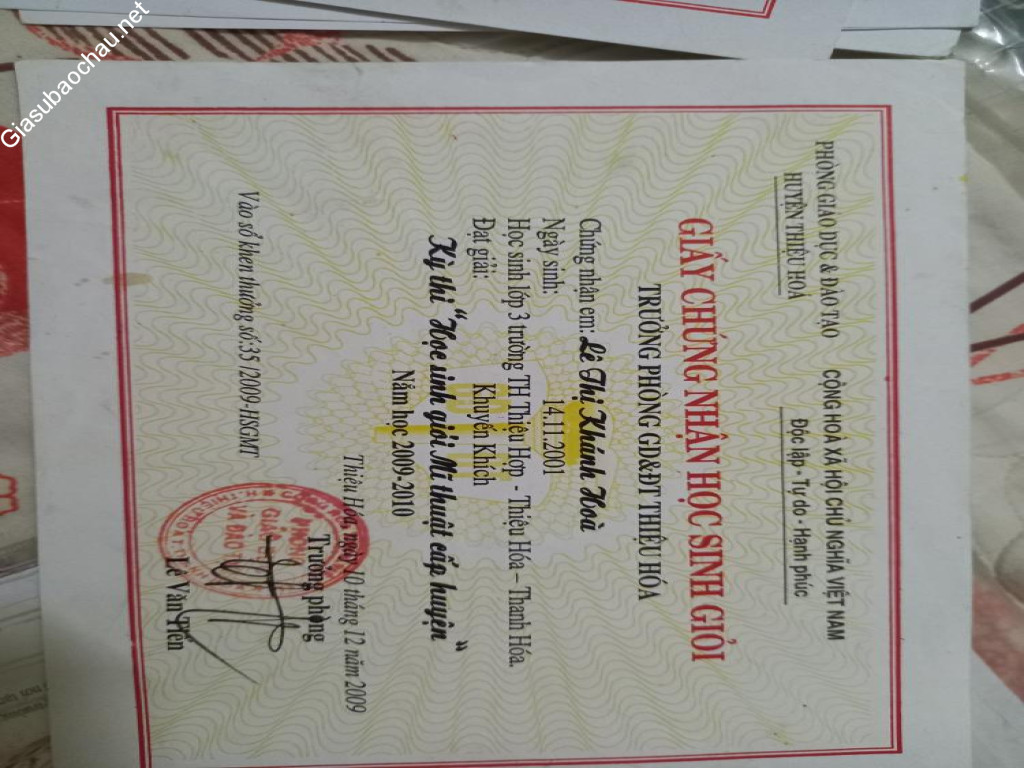 Giasubaochau.net
PHÒNG GIÁO DỤC & ĐÀO TẠO
HUYỆN THIỆU HOÁ
CỘNG HOÀ XÃ HỘI CHỦ NGHĨA VIỆT NAM
Độc lập - Tự do - Hạnh phúc
GIẤY CHỨNG NHẬN HỌC SINH GIỎI
TRƯỞNG PHÒNG GD&ĐT THIỆU HÓA
Chứng nhận em: Lê Thị Khánh Hoà
Ngày sinh: 14.11.2001
Học sinh lớp 3 trường TH Thiệu Hợp - Thiệu Hóa – Thanh Hóa.
Đạt giải: Khuyến Khích
Kỳ thi “Học sinh giỏi Mĩ thuật cấp huyện”
Năm học 2009-2010
Thiệu Hóa, ngày 10 tháng 12 năm 2009
Vào sổ khen thưởng số:35 /2009-HSGMT
Trưởng phòng
PHÒNG
GIÁO
VÀ ĐÀO
Lê Văn Tiến